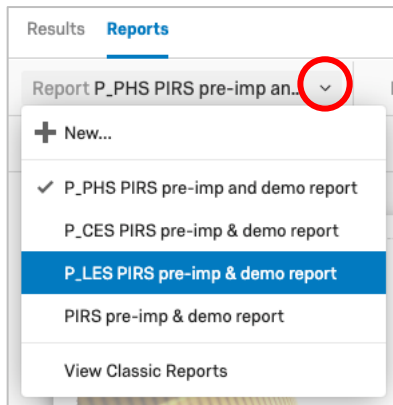 Results Reports
Report P_PHS PIRS pre-imp an...
New...
P_PHS PIRS pre-imp and demo report
P_CES PIRS pre-imp & demo report
P_LES PIRS pre-imp & demo report
PIRS pre-imp & demo report
View Classic Reports